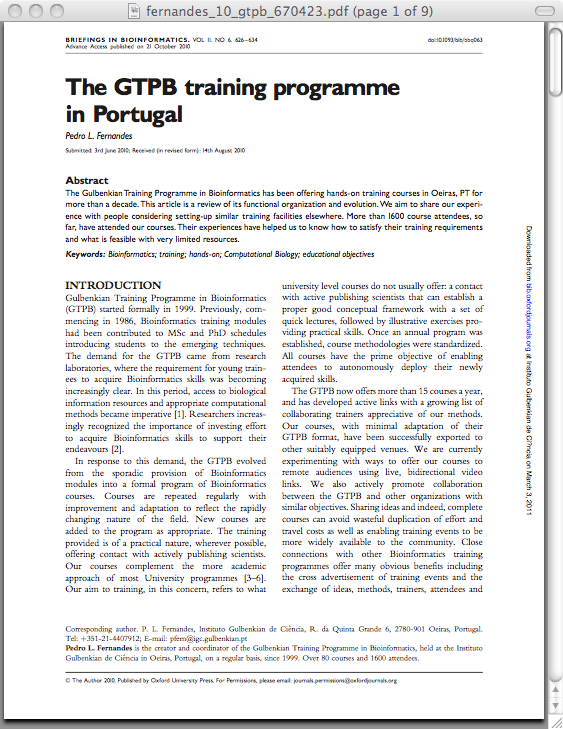 fernandes_10_gtpb_670423.pdf (page 1 of 9)
BRIEFINGS IN BIOINFORMATICS. VOL 11. NO 6. 626–634
doi:10.1093/bib/bbq063
Advance Access published on 21 October 2010
The GTPB training programme
in Portugal
Pedro L. Fernandes
Submitted: 3rd June 2010; Received (in revised form): 14th August 2010
Abstract
The Gulbenkian Training Programme in Bioinformatics has been offering hands-on training courses in Oeiras, PT for
more than a decade. This article is a review of its functional organization and evolution. We aim to share our experi-
ence with people considering setting-up similar training facilities elsewhere. More than 1600 course attendees, so
far, have attended our courses. Their experiences have helped us to know how to satisfy their training requirements
and what is feasible with very limited resources.
Keywords: Bioinformatics; training; hands-on; Computational Biology; educational objectives
INTRODUCTION
Gulbenkian Training Programme in Bioinformatics
(GTPB) started formally in 1999. Previously, com-
mencing in 1986, Bioinformatics training modules
had been contributed to MSc and PhD schedules
introducing students to the emerging techniques.
The demand for the GTPB came from research
laboratories, where the requirement for young train-
ees to acquire Bioinformatics skills was becoming
increasingly clear. In this period, access to biological
information resources and appropriate computational
methods became imperative [1]. Researchers increas-
ingly recognized the importance of investing effort
to acquire Bioinformatics skills to support their
endeavours [2].
In response to this demand, the GTPB evolved
from the sporadic provision of Bioinformatics
modules into a formal program of Bioinformatics
courses. Courses are repeated regularly with
improvement and adaptation to reflect the rapidly
changing nature of the field. New courses are
added to the program as appropriate. The training
provided is of a practical nature, wherever possible,
offering contact with actively publishing scientists.
Our courses complement the more academic
approach of most University programmes [3–6].
Our aim to training, in this concern, refers to what
university level courses do not usually offer: a contact
with active publishing scientists that can establish a
proper good conceptual framework with a set of
quick lectures, followed by illustrative exercises pro-
viding practical skills. Once an annual program was
established, course methodologies were standardized.
All courses have the prime objective of enabling
attendees to autonomously deploy their newly
acquired skills.
The GTPB now offers more than 15 courses a year,
and has developed active links with a growing list of
collaborating trainers appreciative of our methods.
Our courses, with minimal adaptation of their
GTPB format, have been successfully exported to
other suitably equipped venues. We are currently
experimenting with ways to offer our courses to
remote audiences using live, bidirectional video
links. We also actively promote collaboration
between the GTPB and other organizations with
similar objectives. Sharing ideas and indeed, complete
courses can avoid wasteful duplication of effort and
travel costs as well as enabling training events to be
more widely available to the community. Close
connections with other Bioinformatics training
programmes offer many obvious benefits including
the cross advertisement of training events and the
exchange of ideas, methods, trainers, attendees and
Downloaded from bib.oxfordjournals.org at Instituto Gulbenkian de Ci?ncia on March 3, 2011
Corresponding author. P. L. Fernandes, Instituto Gulbenkian de Ciência, R. da Quinta Grande 6, 2780-901 Oeiras, Portugal.
Tel: +351-21-4407912; E-mail: pfern@igc.gulbenkian.pt
Pedro L. Fernandes is the creator and coordinator of the Gulbenkian Training Programme in Bioinformatics, held at the Instituto
Gulbenkian de Ciência in Oeiras, Portugal, on a regular basis, since 1999. Over 80 courses and 1600 attendees.
© The Author 2010. Published by Oxford University Press. For Permissions, please email: journals.permissions@oxfordjournals.org